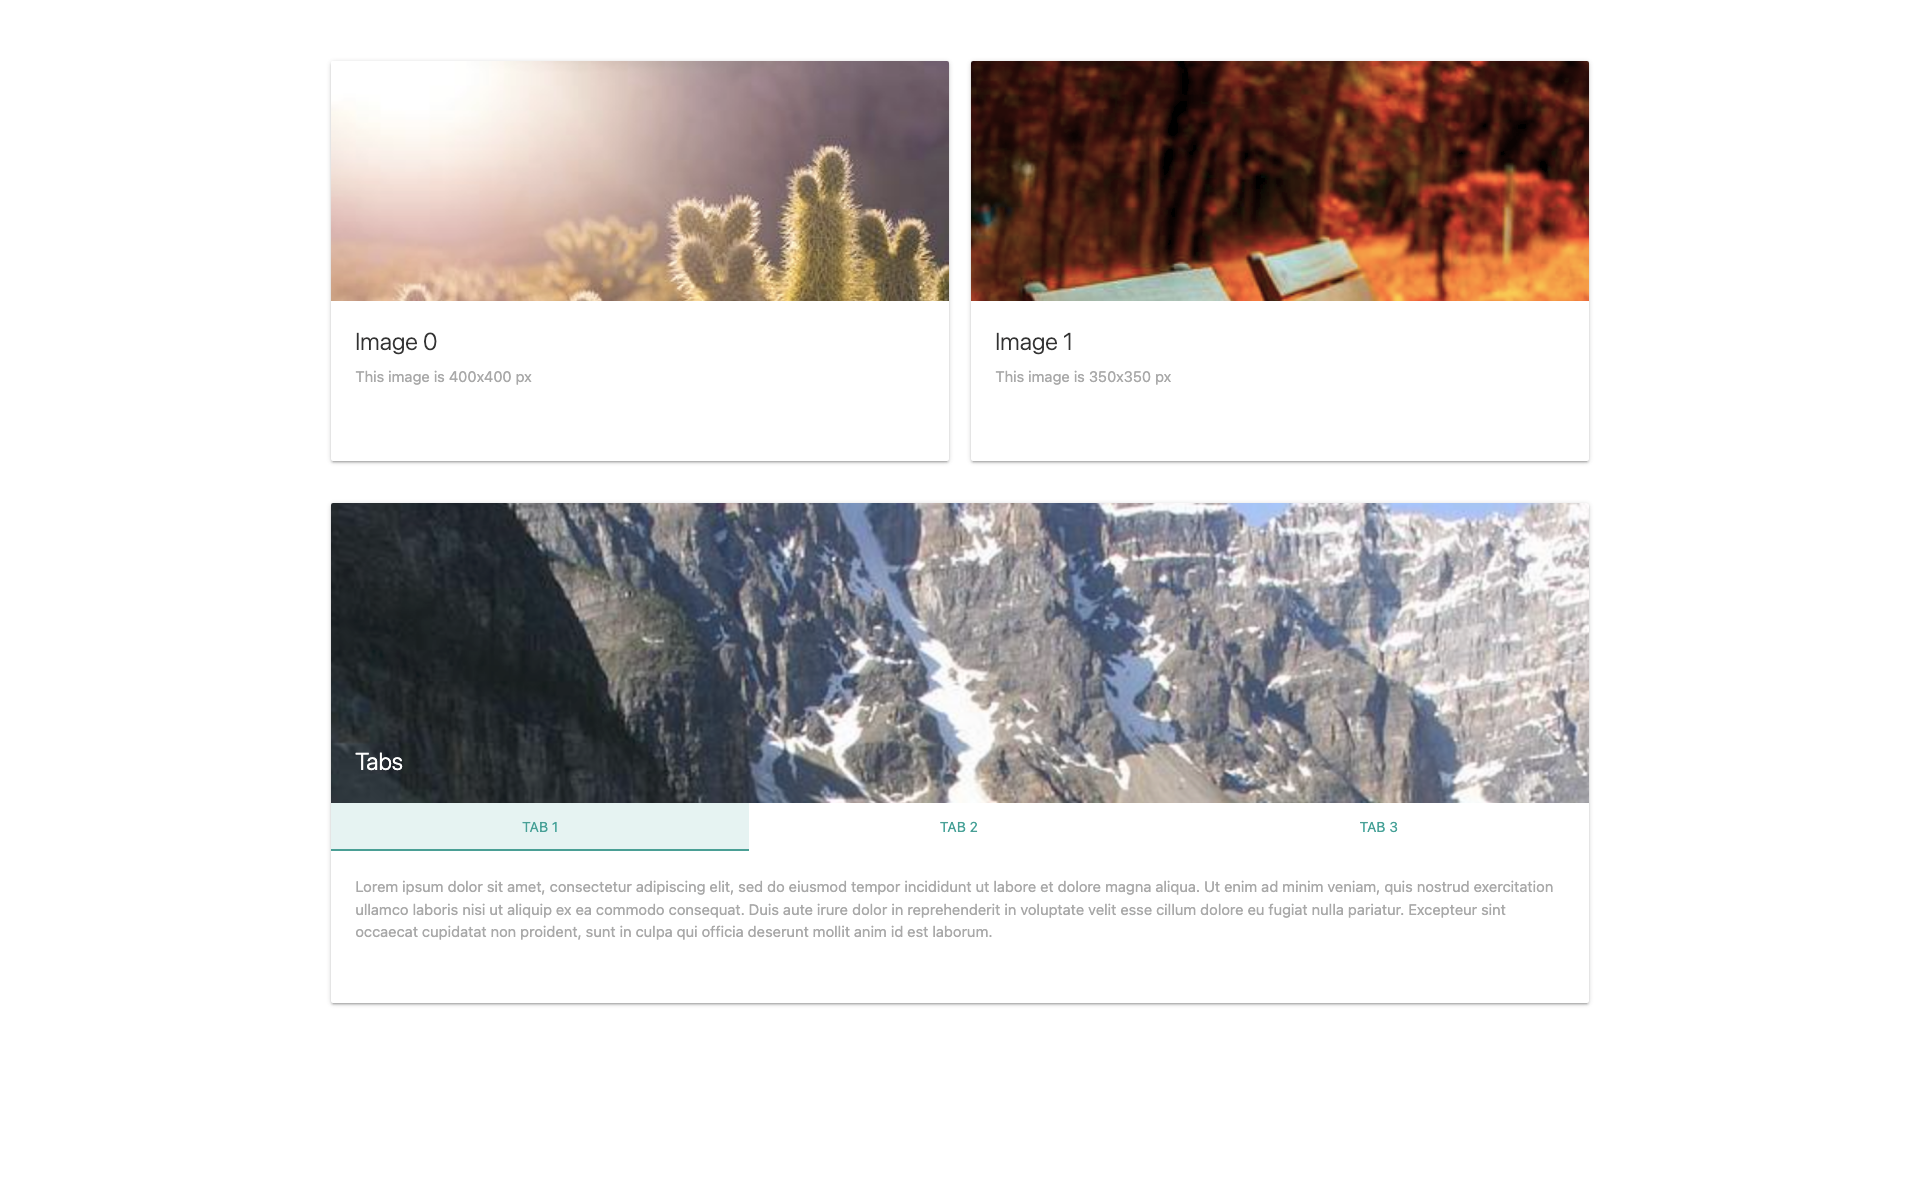 Image 0
This image is 400x400 px
Image 1
This image is 350x350 px
Tabs
TAB 1
TAB 2
TAB 3
Lorem ipsum dolor sit amet, consectetur adipiscing elit, sed do eiusmod tempor incididunt ut labore et dolore magna aliqua. Ut enim ad minim veniam, quis nostrud exercitation
ullamco laboris nisi ut aliquip ex ea commodo consequat. Duis aute irure dolor in reprehenderit in voluptate velit esse cillum dolore eu fugiat nulla pariatur. Excepteur sint
occaecat cupidatat non proident, sunt in culpa qui officia deserunt mollit anim id est laborum.